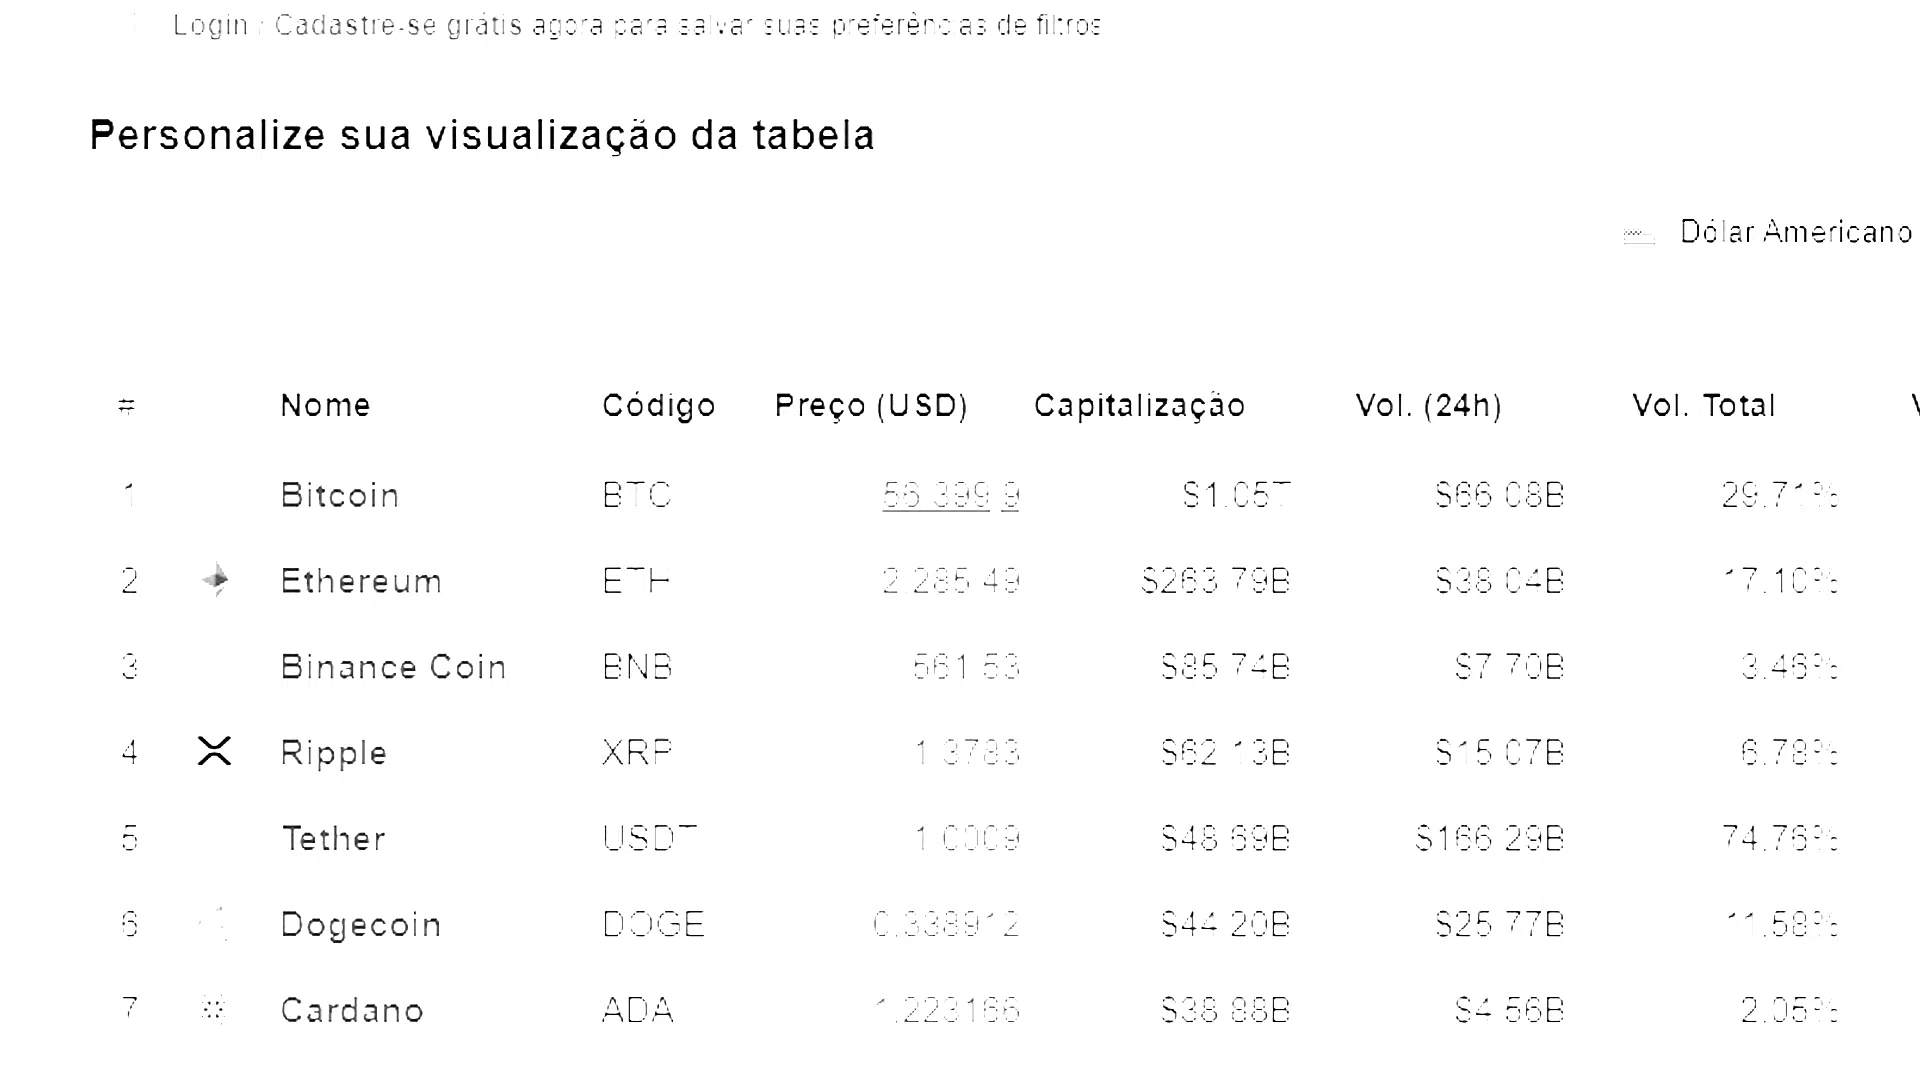 Login / Cadastre-se grátis agora para salvar suas preferências de filtros
Personalize sua visualização da tabela
Dólar Americano
# Nome Código Preço (USD) Capitalização Vol. (24h) Vol. Total
1 Bitcoin BTC 56.399,9 $1.05T $66.08B 29.71%
2 Ethereum ETH 2.285,49 $263.79B $38.04B 17.10%
3 Binance Coin BNB 561,53 $85.74B $7.70B 3.46%
4 Ripple XRP 1,3783 $62.13B $15.07B 6.78%
5 Tether USDT 1,0009 $48.69B $166.29B 74.76%
6 Dogecoin DOGE 0,338912 $44.20B $25.77B 11.58%
7 Cardano ADA 1,223166 $38.88B $4.56B 2.05%